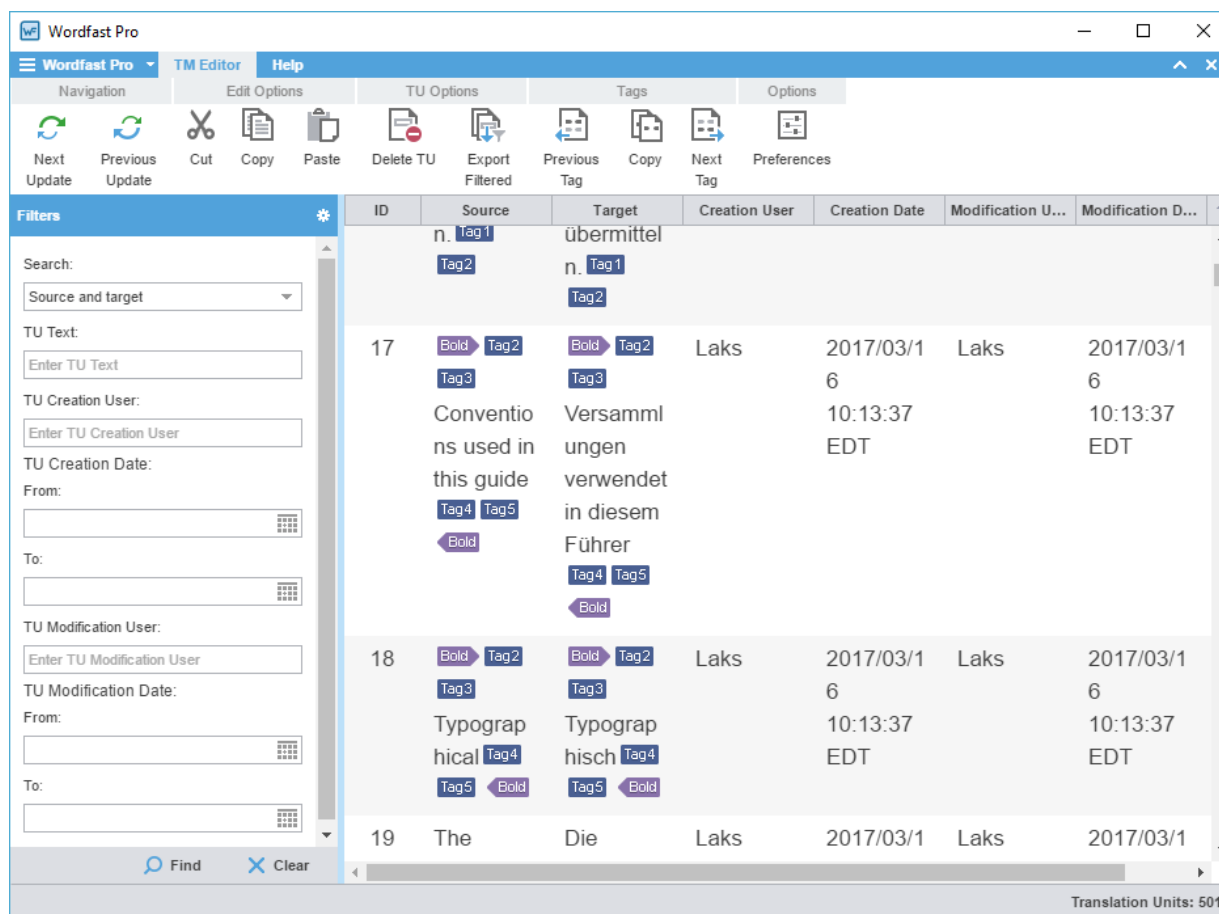 Wordfast Pro
Wordfast Pro TM Editor Help
Navigation Edit Options TU Options Tags Options
Next Update Previous Update Cut Copy Paste Delete TU Export Filtered Previous Tag Copy Next Tag Preferences
Filters
Search:
Source and target
TU Text:
Enter TU Text
TU Creation User:
Enter TU Creation User
TU Creation Date:
From:
To:
TU Modification User:
Enter TU Modification User
TU Modification Date:
From:
To:
Find Clear
ID Source Target Creation User Creation Date Modification U... Modification D...
n. Tag1
Tag2
übermittel
n. Tag1
Tag2
17
Bold Tag2
Tag3
Conventio
ns used in
this guide
Tag4 Tag5
Bold
Bold Tag2
Tag3
Versamml
ungen
verwendet
in diesem
Führer
Tag4 Tag5
Bold
Laks
2017/03/1
6
10:13:37
EDT
Laks
2017/03/1
6
10:13:37
EDT
18
Bold Tag2
Tag3
Typograp
hical Tag4
Tag5 Bold
Bold Tag2
Tag3
Typograp
hisch Tag4
Tag5 Bold
Laks
2017/03/1
6
10:13:37
EDT
Laks
2017/03/1
6
10:13:37
EDT
19 The Die Laks 2017/03/1 Laks 2017/03/1
Translation Units: 501